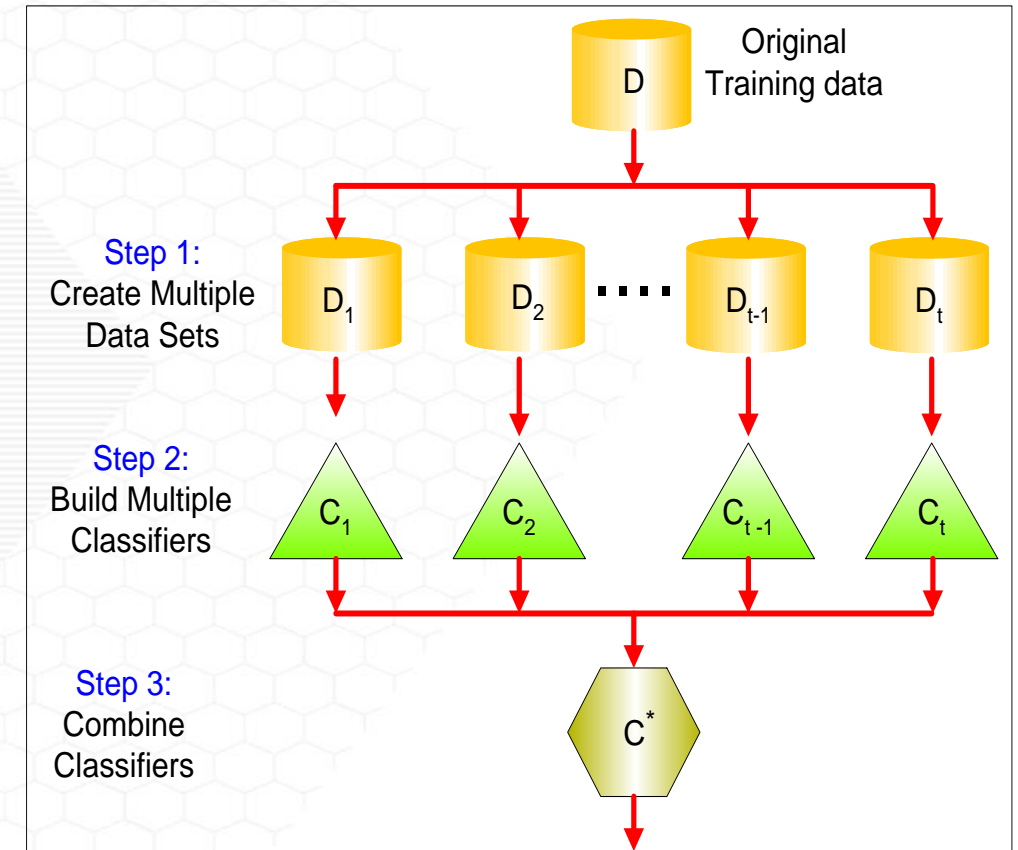 Original
Training data
D
Step 1:
Create Multiple
Data Sets
D1
D2
.....
Dt-1
Dt
Step 2:
Build Multiple
Classifiers
C1
C2
Ct -1
Ct
Step 3:
Combine
Classifiers
C*